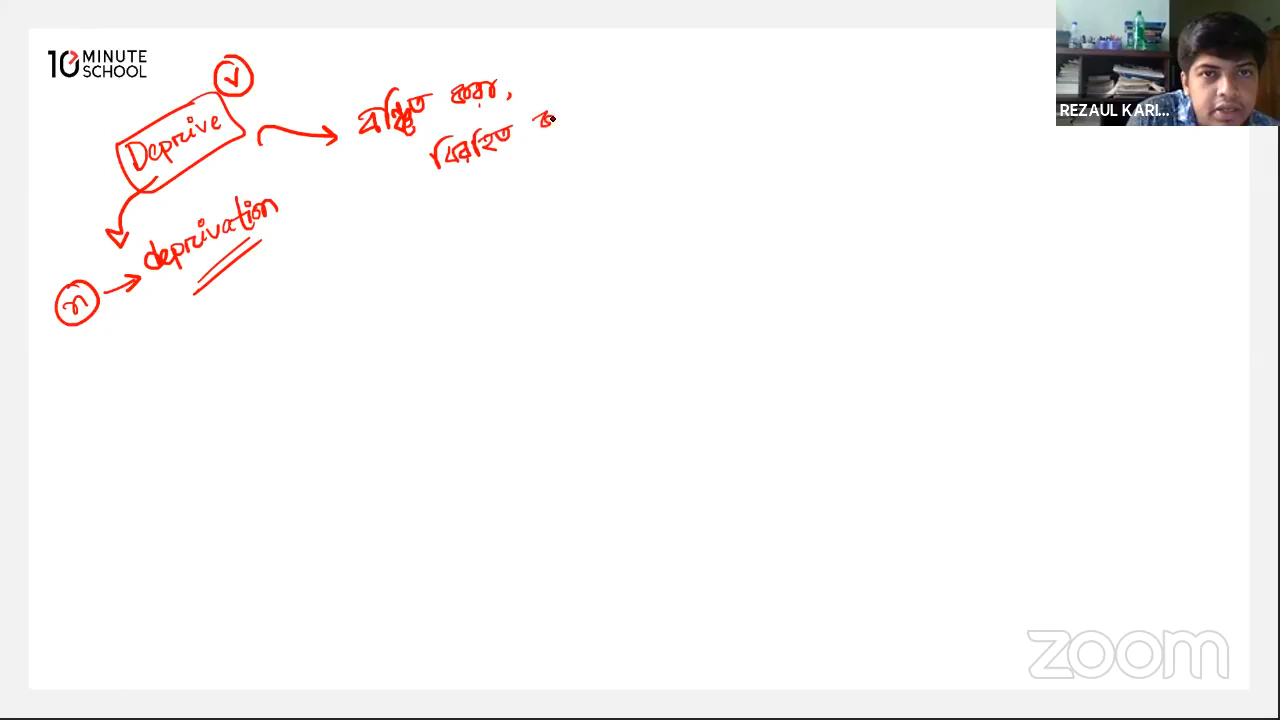 10 MINUTE
SCHOOL
v
Deprive
বঞ্চিত করা,
বিরহিত ক
deprivation
n
REZAUL KARI...
zoom